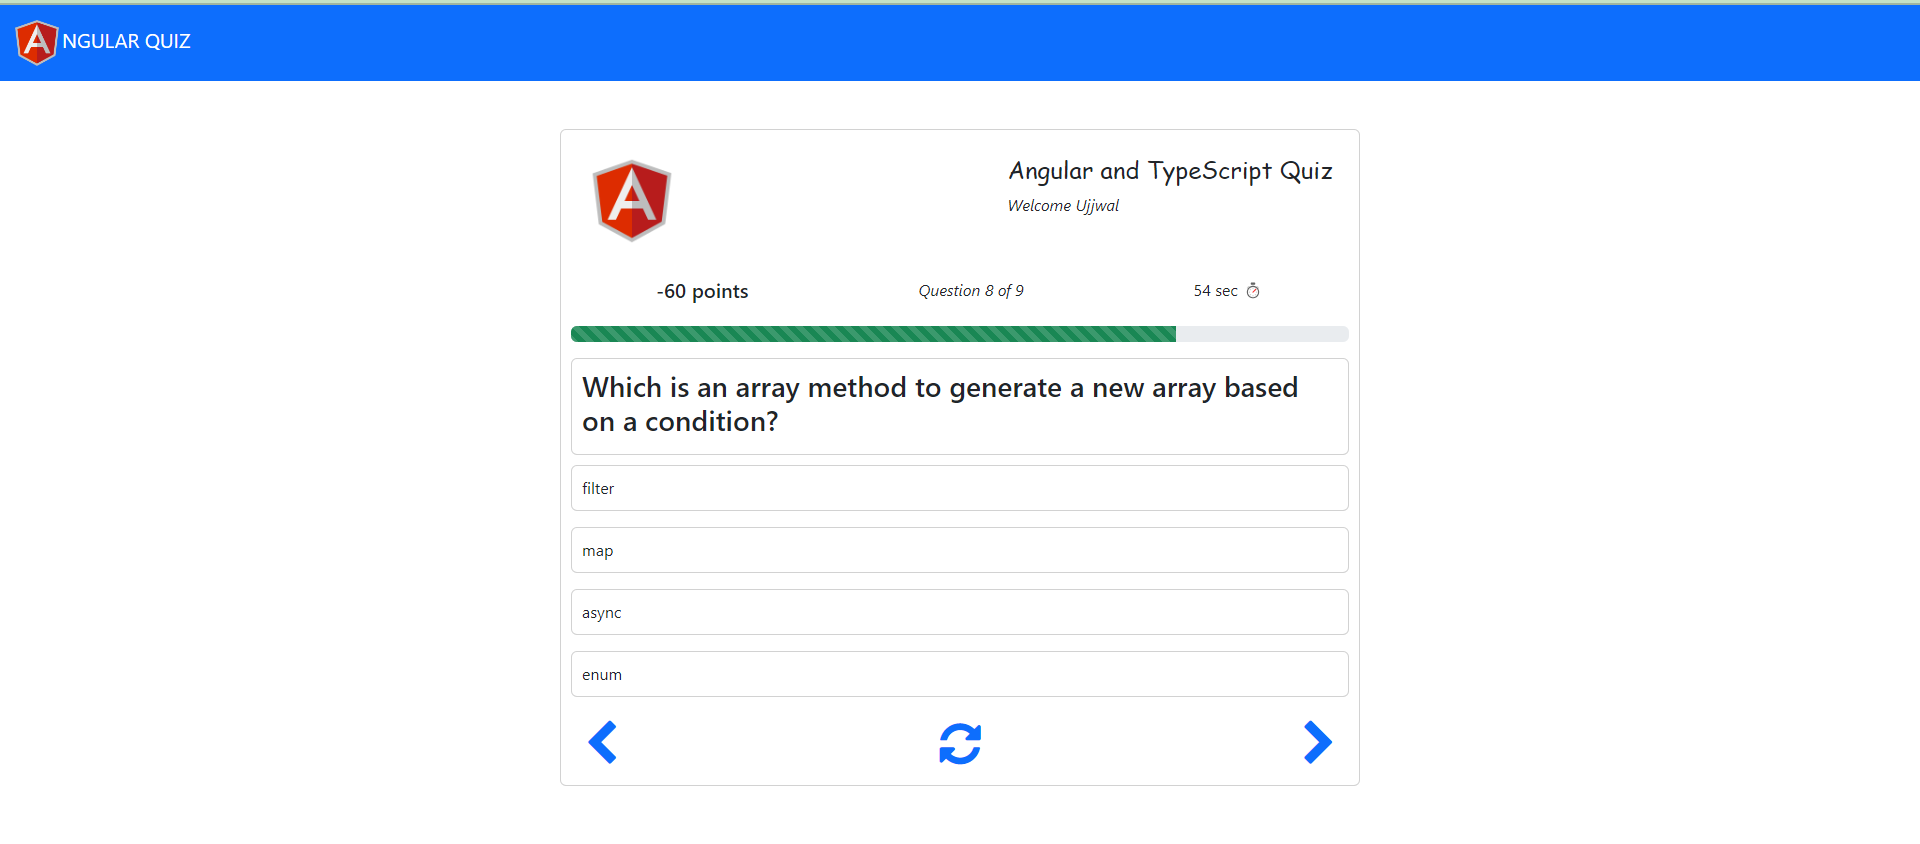 NGULAR QUIZ
Angular and TypeScript Quiz
Welcome Ujjwal
-60 points
Question 8 of 9
54 sec
Which is an array method to generate a new array based
on a condition?
filter
map
async
enum